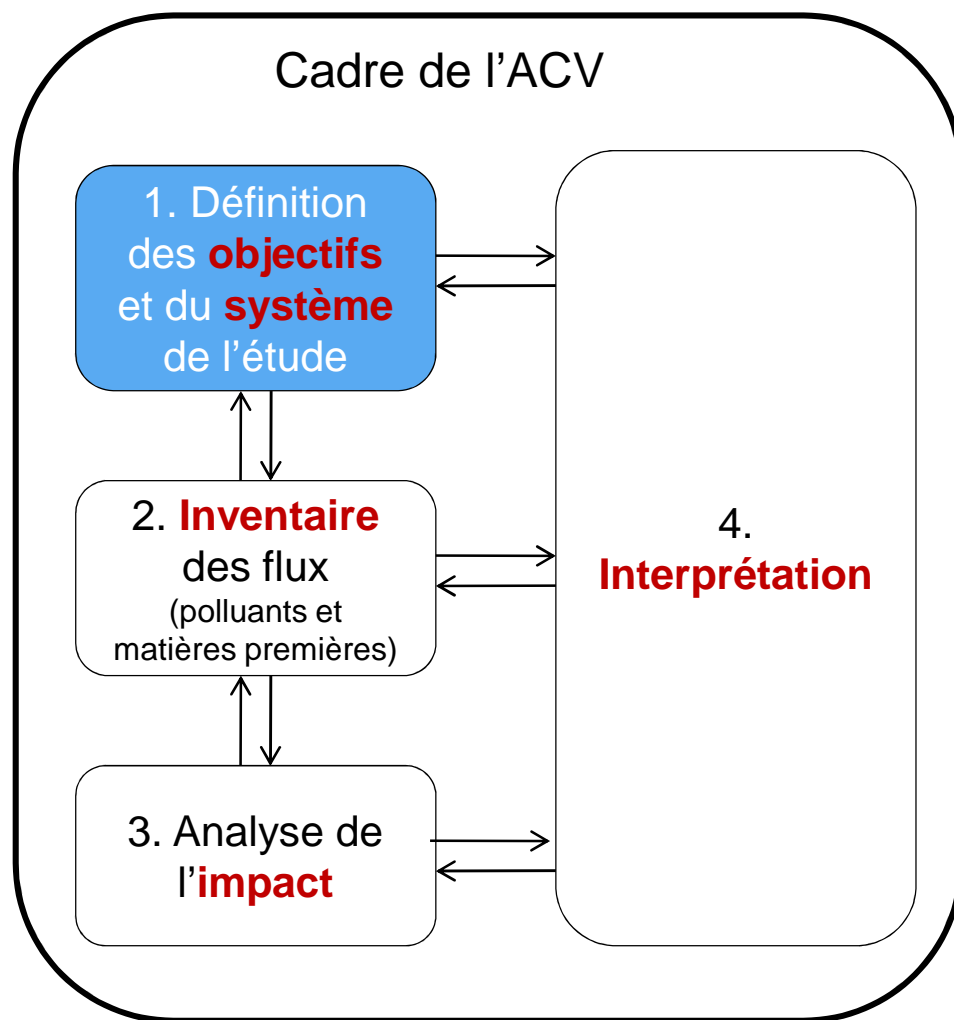 Cadre de l’ACV
1. Définition
des objectifs
et du système
de l’étude
2. Inventaire
des flux
(polluants et
matières premières)
3. Analyse de
l’impact
4.
Interprétation